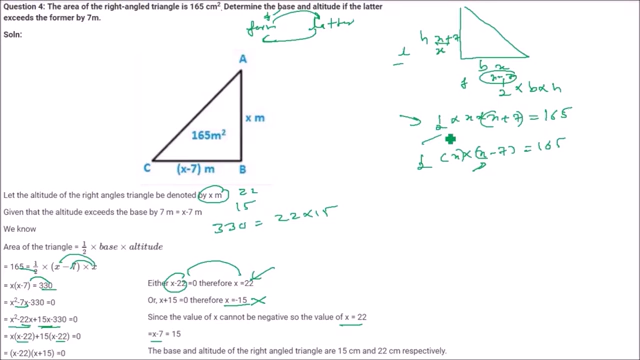 Question 4: The area of the right-angled triangle is 165 cm². Determine the base and altitude if the latter
exceeds the former by 7m.
Soln:
latter
A
x m
165m²
C
(x-7) m
B
h x+7
x
b x
x-7
1/2 × b × h
1/2 × x × (x+7) = 165
1/2 (x) × (x-7) = 165
Let the altitude of the right angles triangle be denoted by x m
22
15
Given that the altitude exceeds the base by 7 m = x-7 m
330 = 22×15
We know
Area of the triangle = 1/2 × base × altitude
= 165 = 1/2 × (x − 7) × x
= x(x-7) = 330
= x²-7x-330 =0
= x²-22x+15x-330 =0
= x(x-22)+15(x-22) =0
= (x-22)(x+15) =0
Either x-22=0 therefore x =22
Or, x+15 =0 therefore x =-15
Since the value of x cannot be negative so the value of x = 22
=x-7 = 15
The base and altitude of the right angled triangle are 15 cm and 22 cm respectively.